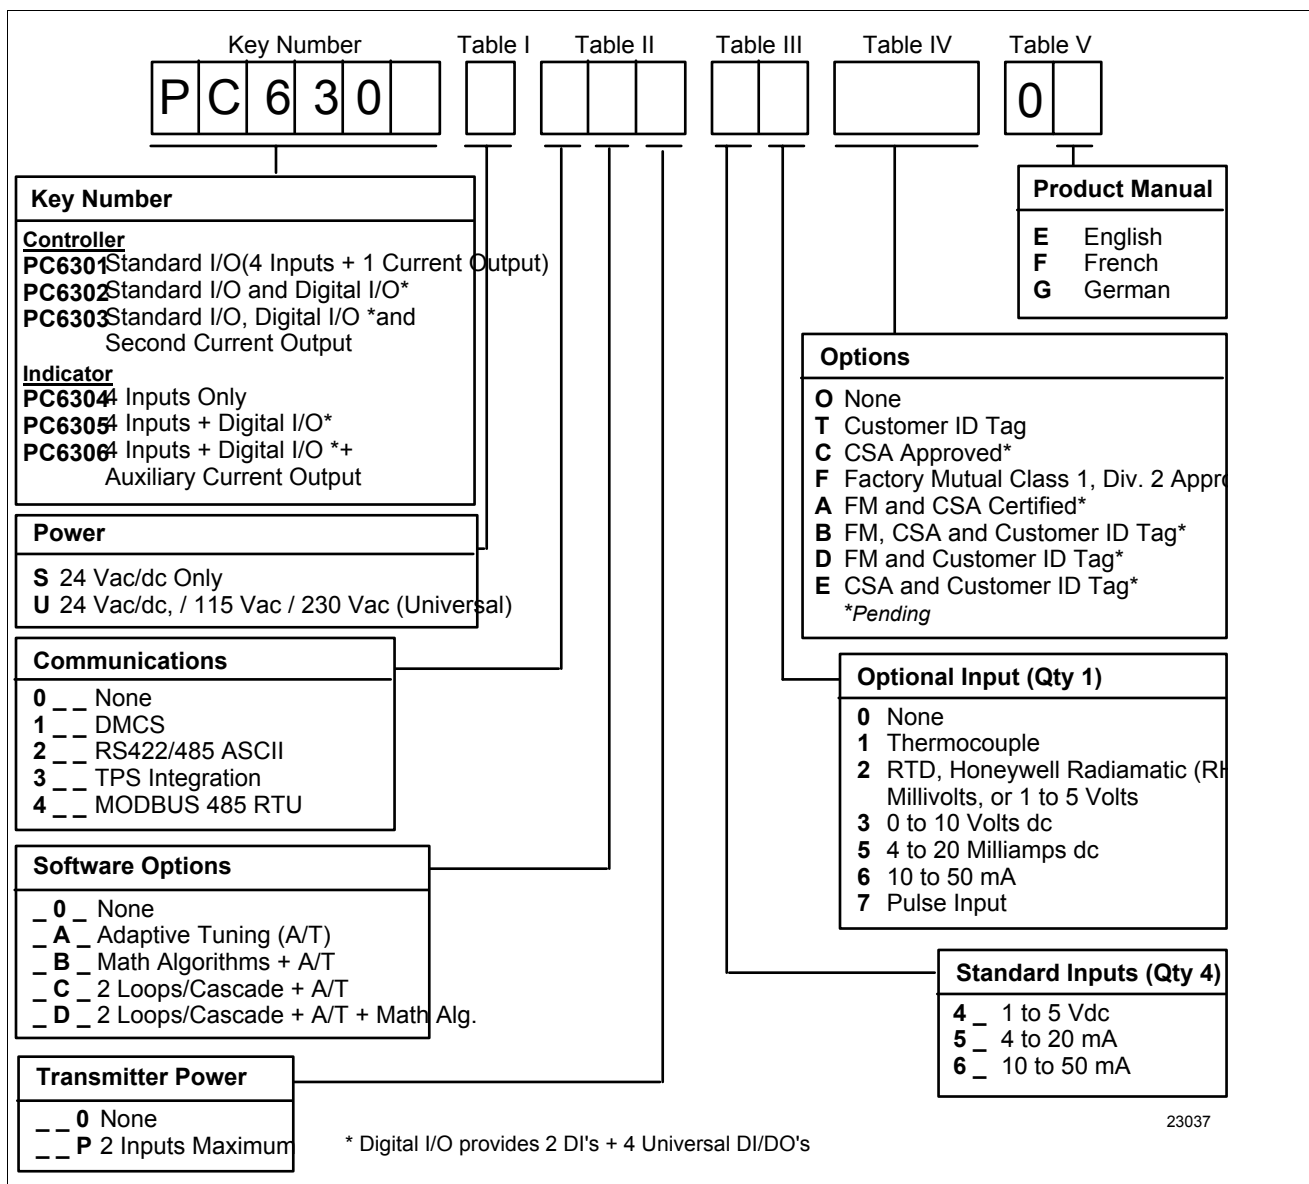 Key Number Table I Table II Table III Table IV Table V
P C 6 3 0 0
Key Number
Controller
PC6301 Standard I/O(4 Inputs + 1 Current Output)
PC6302 Standard I/O and Digital I/O*
PC6303 Standard I/O, Digital I/O *and
Second Current Output
Indicator
PC6304 4 Inputs Only
PC6305 4 Inputs + Digital I/O*
PC6306 4 Inputs + Digital I/O *+
Auxiliary Current Output
Power
S 24 Vac/dc Only
U 24 Vac/dc, / 115 Vac / 230 Vac (Universal)
Communications
0 _ _ None
1 _ _ DMCS
2 _ _ RS422/485 ASCII
3 _ _ TPS Integration
4 _ _ MODBUS 485 RTU
Software Options
_ 0 _ None
_ A _ Adaptive Tuning (A/T)
_ B _ Math Algorithms + A/T
_ C _ 2 Loops/Cascade + A/T
_ D _ 2 Loops/Cascade + A/T + Math Alg.
Transmitter Power
_ _ 0 None
_ _ P 2 Inputs Maximum
* Digital I/O provides 2 DI's + 4 Universal DI/DO's
Product Manual
E English
F French
G German
Options
O None
T Customer ID Tag
C CSA Approved*
F Factory Mutual Class 1, Div. 2
A FM and CSA Certified*
B FM, CSA and Customer ID Tag*
D FM and Customer ID Tag*
E CSA and Customer ID Tag*
*Pending
Optional Input (Qty 1)
0 None
1 Thermocouple
2 RTD, Honeywell Radiamatic
Millivolts, or 1 to 5 Volts
3 0 to 10 Volts dc
5 4 to 20 Milliamps dc
6 10 to 50 mA
7 Pulse Input
Standard Inputs (Qty 4)
4 _ 1 to 5 Vdc
5 _ 4 to 20 mA
6 _ 10 to 50 mA
23037